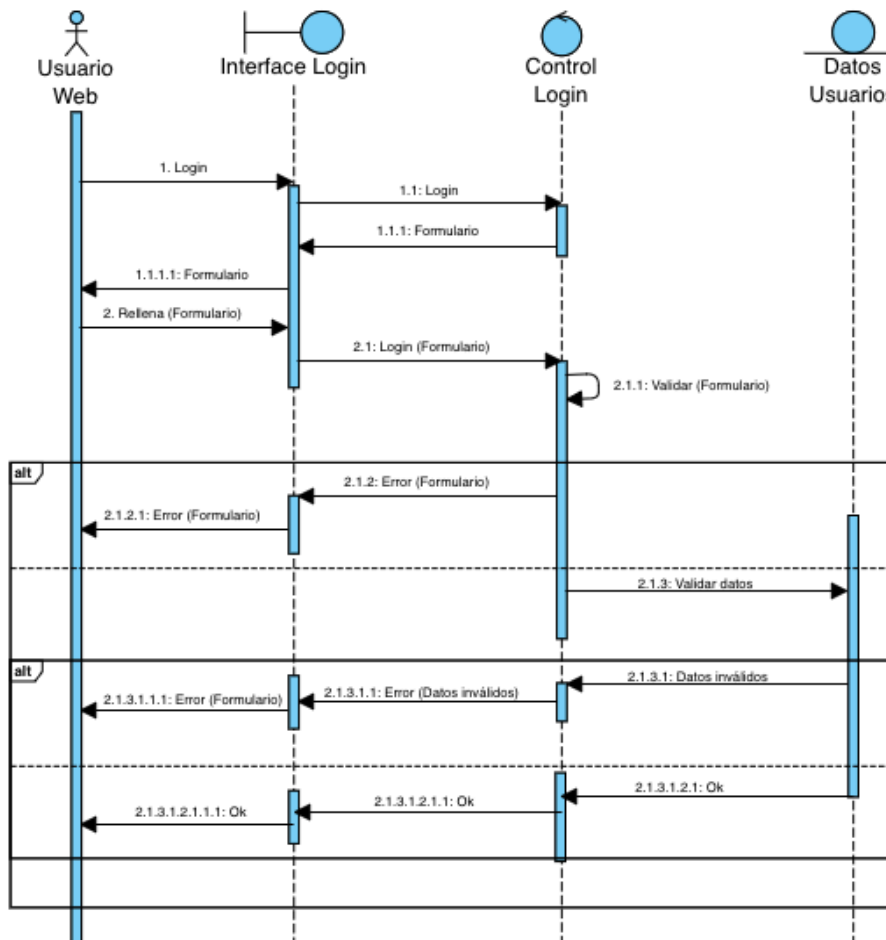 Usuario
Web
Interface Login
Control
Login
Datos
Usuarios
1. Login
1.1: Login
1.1.1: Formulario
1.1.1.1: Formulario
2. Rellena (Formulario)
2.1: Login (Formulario)
2.1.1: Validar (Formulario)
alt
2.1.2: Error (Formulario)
2.1.2.1: Error (Formulario)
2.1.3: Validar datos
alt
2.1.3.1: Datos inválidos
2.1.3.1.1: Error (Datos inválidos)
2.1.3.1.1.1: Error (Formulario)
2.1.3.1.2.1: Ok
2.1.3.1.2.1.1: Ok
2.1.3.1.2.1.1.1: Ok